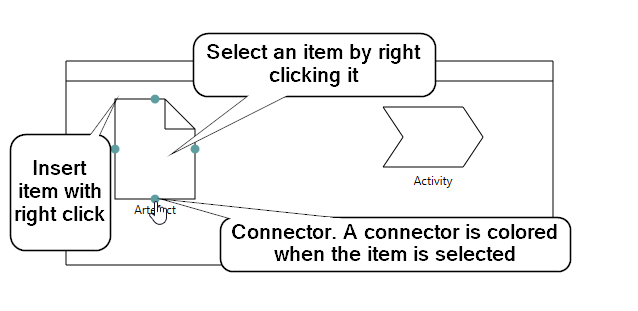 Select an item by right
clicking it
Insert
item with
right click
Activity
Connector. A connector is colored
when the item is selected